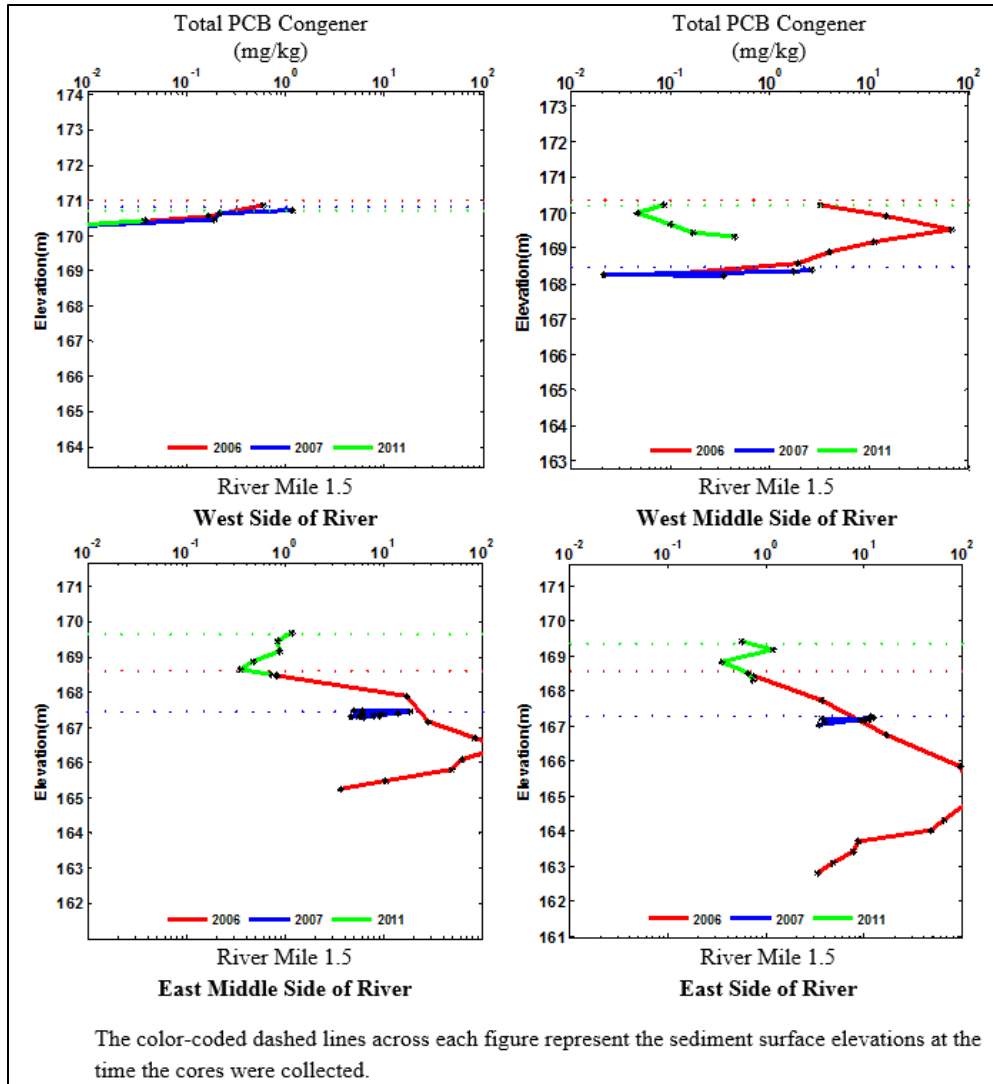 Total PCB Congener
(mg/kg)
10-2 10-1 100 101 102
174
173
172
171
170
169
168
167
166
165
164
Elevation(m)
2006 2007 2011
River Mile 1.5
West Side of River
Total PCB Congener
(mg/kg)
10-2 10-1 100 101 102
173
172
171
170
169
168
167
166
165
164
163
Elevation(m)
2006 2007 2011
River Mile 1.5
West Middle Side of River
10-2 10-1 100 101 102
171
170
169
168
167
166
165
164
163
162
Elevation(m)
2006 2007 2011
River Mile 1.5
East Middle Side of River
10-2 10-1 100 101 102
171
170
169
168
167
166
165
164
163
162
161
Elevation(m)
2006 2007 2011
River Mile 1.5
East Side of River
The color-coded dashed lines across each figure represent the sediment surface elevations at the
time the cores were collected.